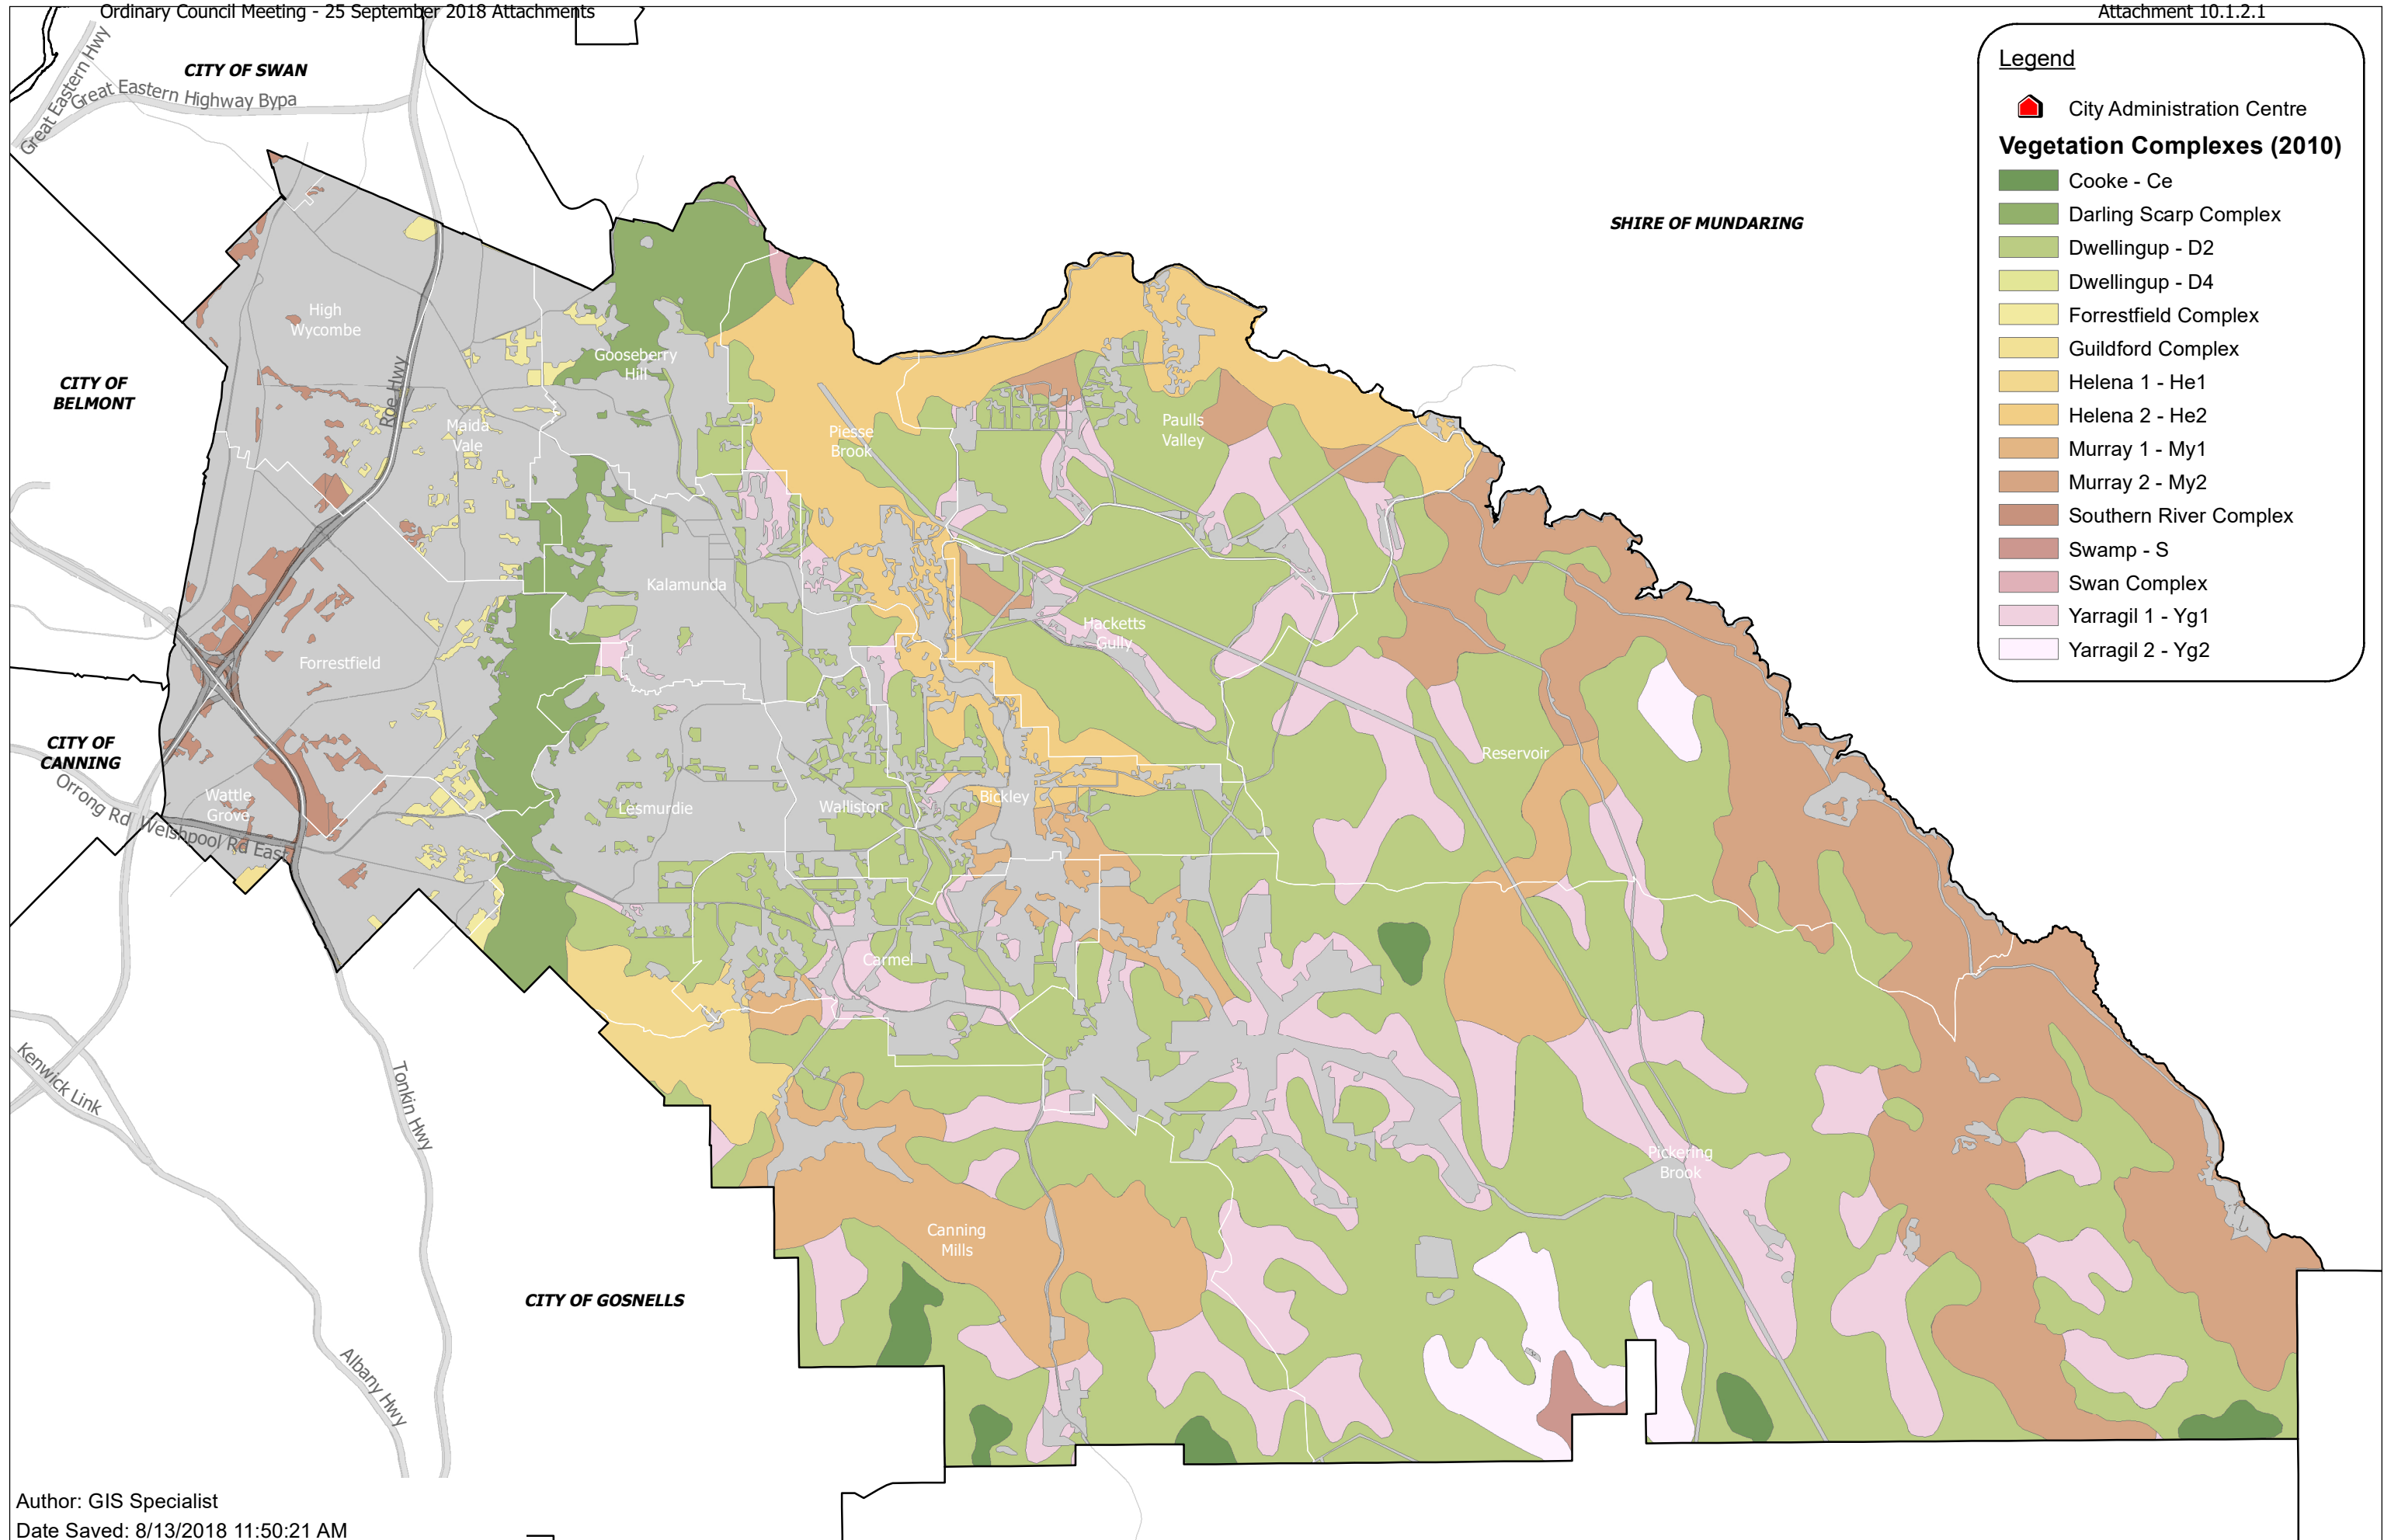 Ordinary Council Meeting - 25 September 2018 Attachments
Attachment 10.1.2.1
Legend
City Administration Centre
Vegetation Complexes (2010)
Cooke - Ce
Darling Scarp Complex
Dwellingup - D2
Dwellingup - D4
Forrestfield Complex
Guildford Complex
Helena 1 - He1
Helena 2 - He2
Murray 1 - My1
Murray 2 - My2
Southern River Complex
Swamp - S
Swan Complex
Yarragil 1 - Yg1
Yarragil 2 - Yg2
Great Eastern Hwy
CITY OF SWAN
Great Eastern Highway Bypa
SHIRE OF MUNDARING
High
Wycombe
CITY OF
BELMONT
Roe Hwy
Gooseberry
Hill
Maida
Vale
Piesse
Brook
Paulls
Valley
Kalamunda
Hacketts
Gully
Forrestfield
CITY OF
CANNING
Reservoir
Orrong Rd
Wattle
Grove
Welshpool Rd East
Lesmurdie
Walliston
Bickley
Carmel
Kenwick Link
Tonkin Hwy
Pickering
Brook
Canning
Mills
CITY OF GOSNELLS
Albany Hwy
Author: GIS Specialist
Date Saved: 8/13/2018 11:50:21 AM